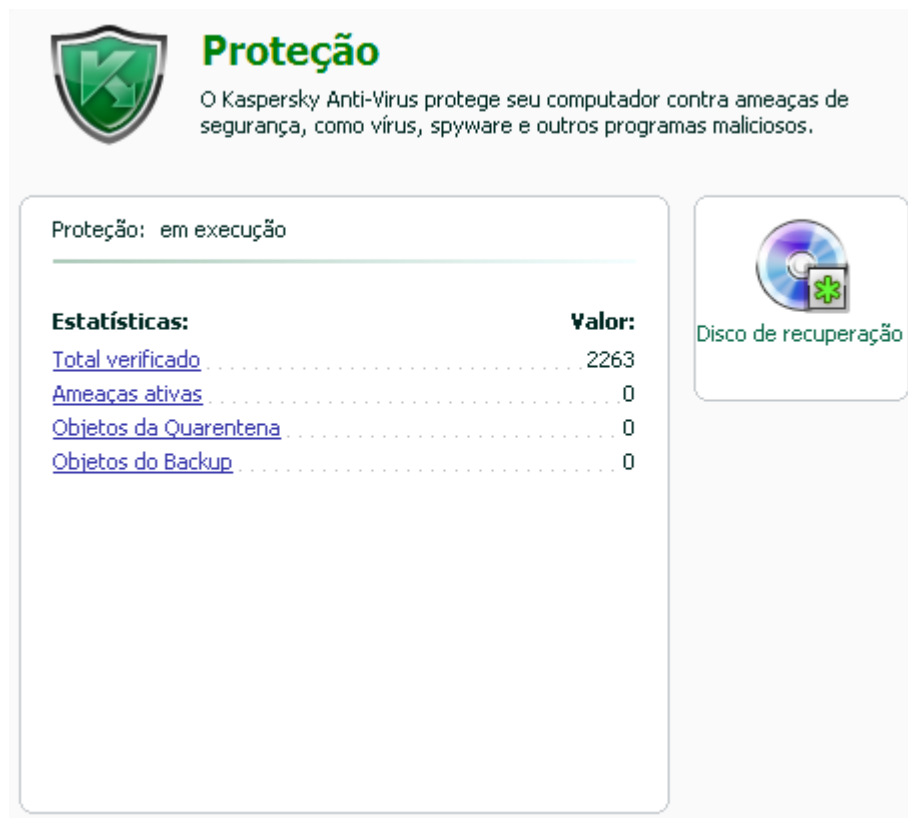 Proteção
O Kaspersky Anti-Virus protege seu computador contra ameaças de
segurança, como vírus, spyware e outros programas maliciosos.
Proteção: em execução
Estatísticas: Valor:
Total verificado 2263
Ameaças ativas 0
Objetos da Quarentena 0
Objetos do Backup 0
Disco de recuperação